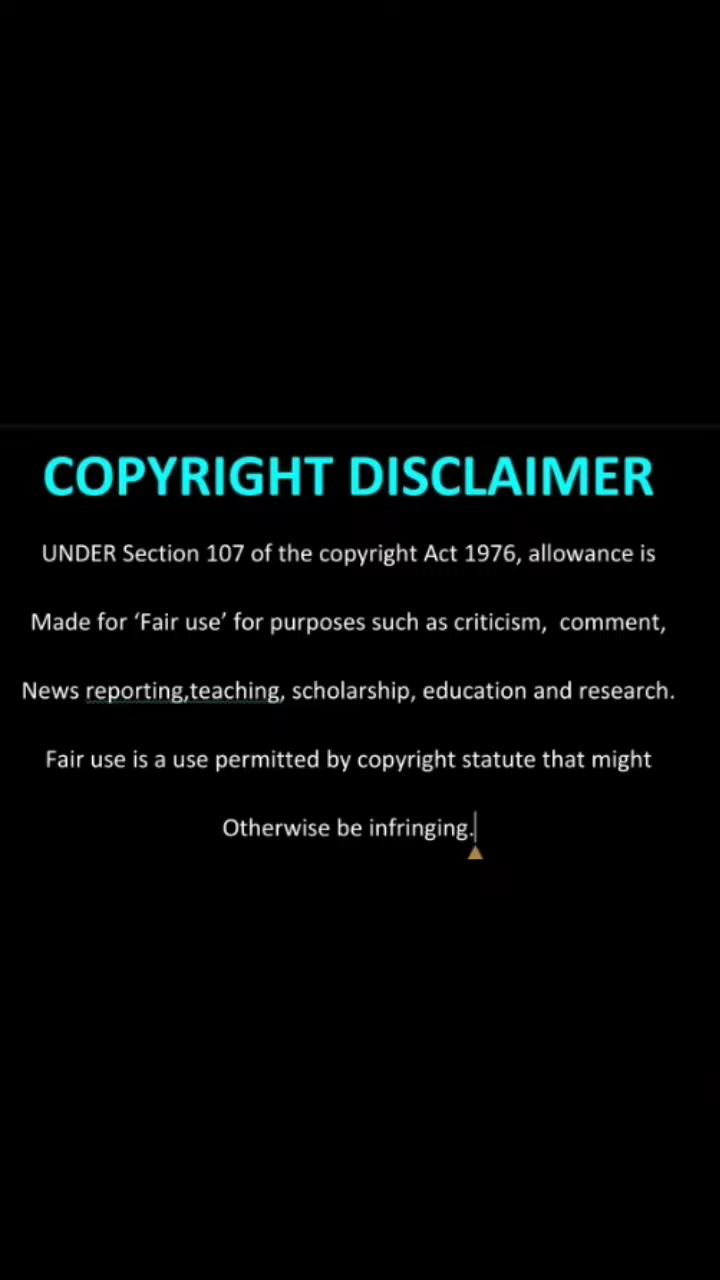 COPYRIGHT DISCLAIMER
UNDER Section 107 of the copyright Act 1976, allowance is
Made for ‘Fair use’ for purposes such as criticism,  comment,
News reporting,teaching, scholarship, education and research.
Fair use is a use permitted by copyright statute that might
Otherwise be infringing.